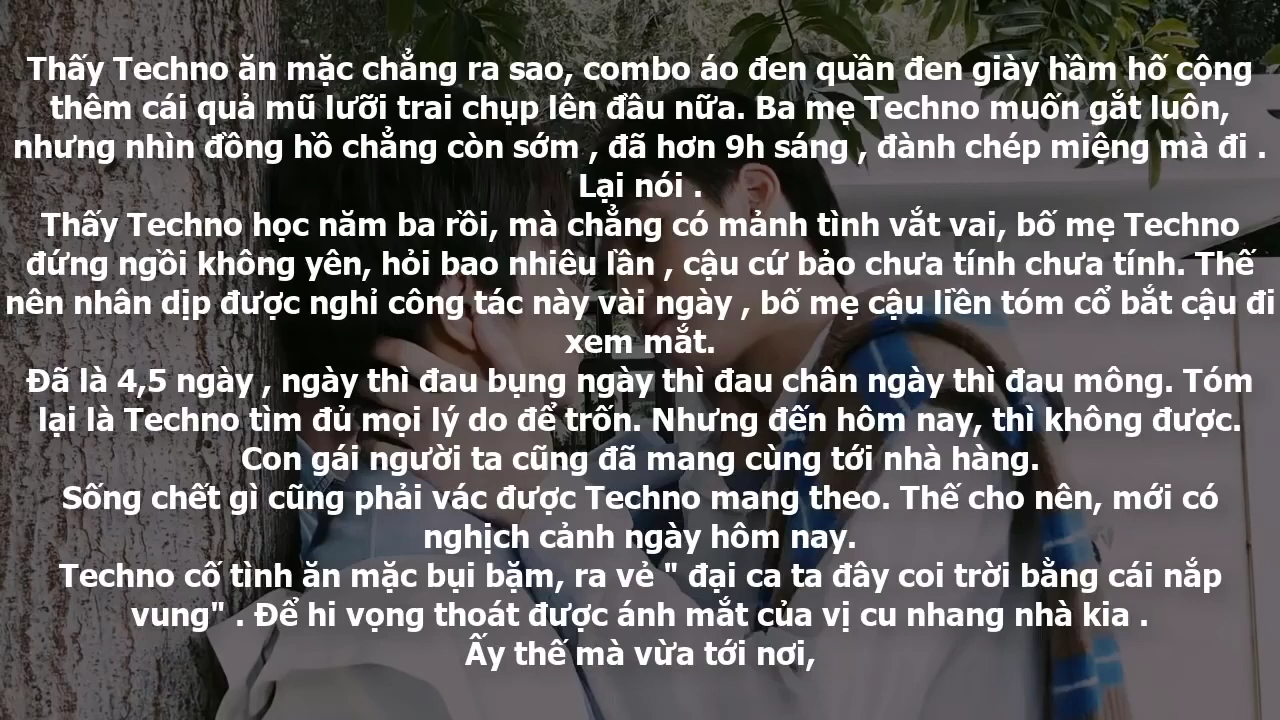 Thấy Techno ăn mặc chẳng ra sao, combo áo đen quần đen giày hầm hố cộng
thêm cái quả mũ lưỡi trai chụp lên đầu nữa. Ba mẹ Techno muốn gắt luôn,
nhưng nhìn đồng hồ chẳng còn sớm , đã hơn 9h sáng , đành chép miệng mà đi .
Lại nói .
Thấy Techno học năm ba rồi, mà chẳng có mảnh tình vắt vai, bố mẹ Techno
đứng ngồi không yên, hỏi bao nhiêu lần , cậu cứ bảo chưa tính chưa tính. Thế
nên nhân dịp được nghỉ công tác này vài ngày , bố mẹ cậu liền tóm cổ bắt cậu đi
xem mắt.
Đã là 4,5 ngày , ngày thì đau bụng ngày thì đau chân ngày thì đau mông. Tóm
lại là Techno tìm đủ mọi lý do để trốn. Nhưng đến hôm nay, thì không được.
Con gái người ta cũng đã mang cùng tới nhà hàng.
Sống chết gì cũng phải vác được Techno mang theo. Thế cho nên, mới có
nghịch cảnh ngày hôm nay.
Techno cố tình ăn mặc bụi bặm, ra vẻ " đại ca ta đây coi trời bằng cái nắp
vung" . Để hi vọng thoát được ánh mắt của vị cu nhang nhà kia .
Ấy thế mà vừa tới nơi,